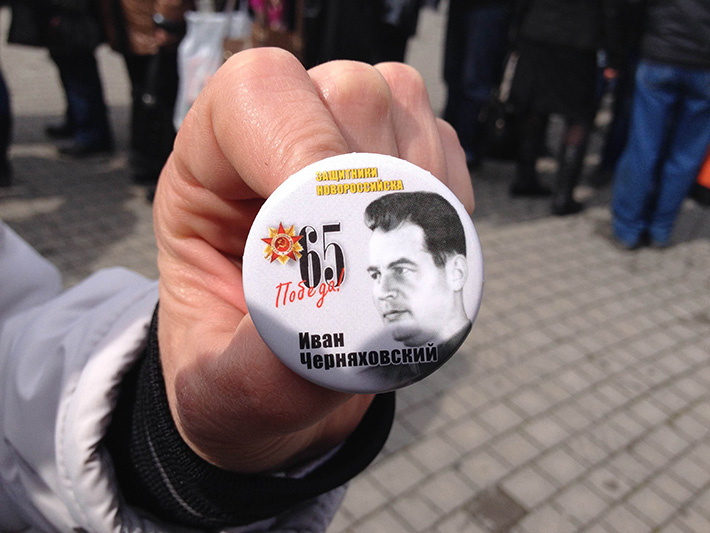 ЗАЩИТНИКИ
НОВОРОССИЙСКА
65
Победа!
Иван
Черняховский